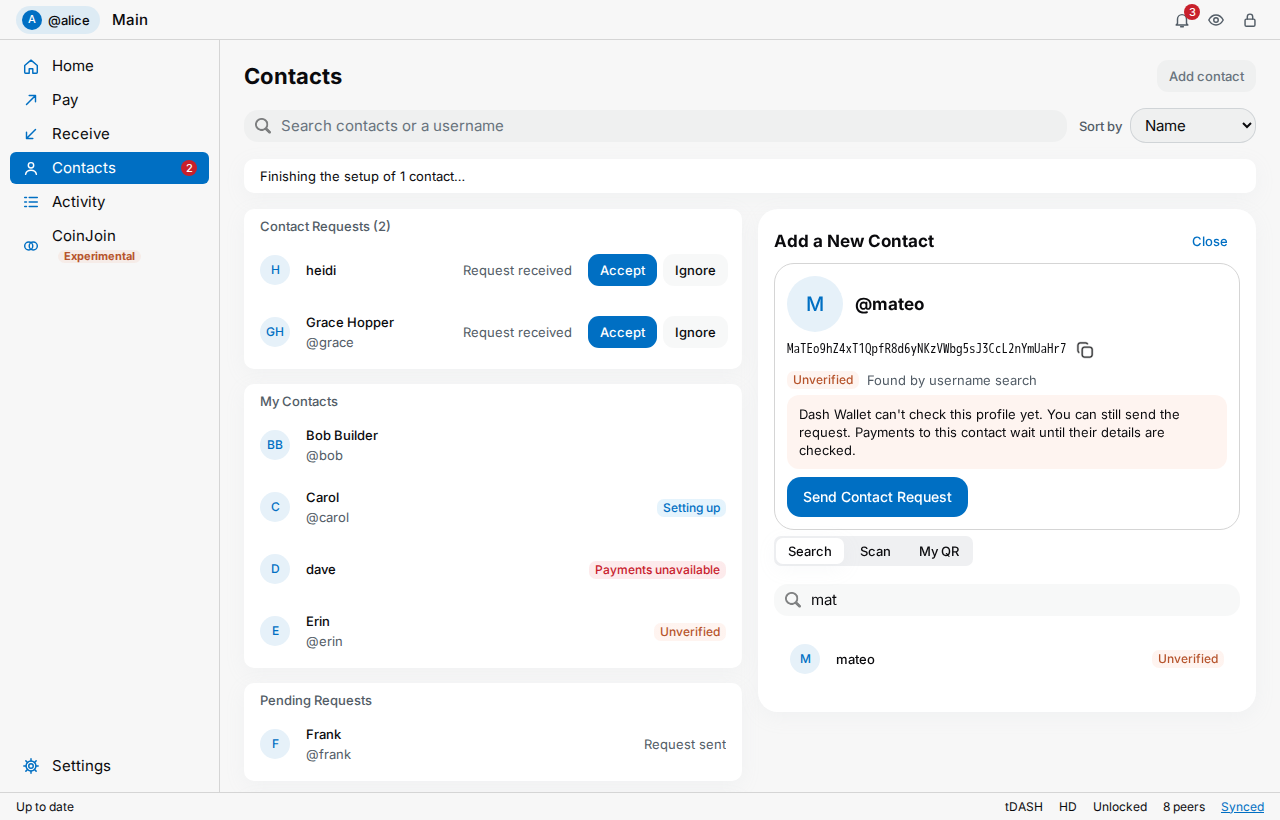 A @alice Main
3
Home
Pay
Receive
Contacts 2
Activity
CoinJoin
Experimental
Settings
Contacts
Add contact
Search contacts or a username
Sort by Name
Finishing the setup of 1 contact...
Contact Requests (2)
H heidi Request received Accept Ignore
GH Grace Hopper
@grace
Request received Accept Ignore
My Contacts
BB Bob Builder
@bob
C Carol
@carol
Setting up
D dave Payments unavailable
E Erin
@erin
Unverified
Pending Requests
F Frank
@frank
Request sent
Add a New Contact Close
M @mateo
MaTEo9hZ4xT1QpfR8d6yNKzVWbg5sJ3CcL2nYmUaHr7
Unverified Found by username search
Dash Wallet can't check this profile yet. You can still send the
request. Payments to this contact wait until their details are
checked.
Send Contact Request
Search Scan My QR
mat
M mateo Unverified
Up to date
tDASH HD Unlocked 8 peers Synced